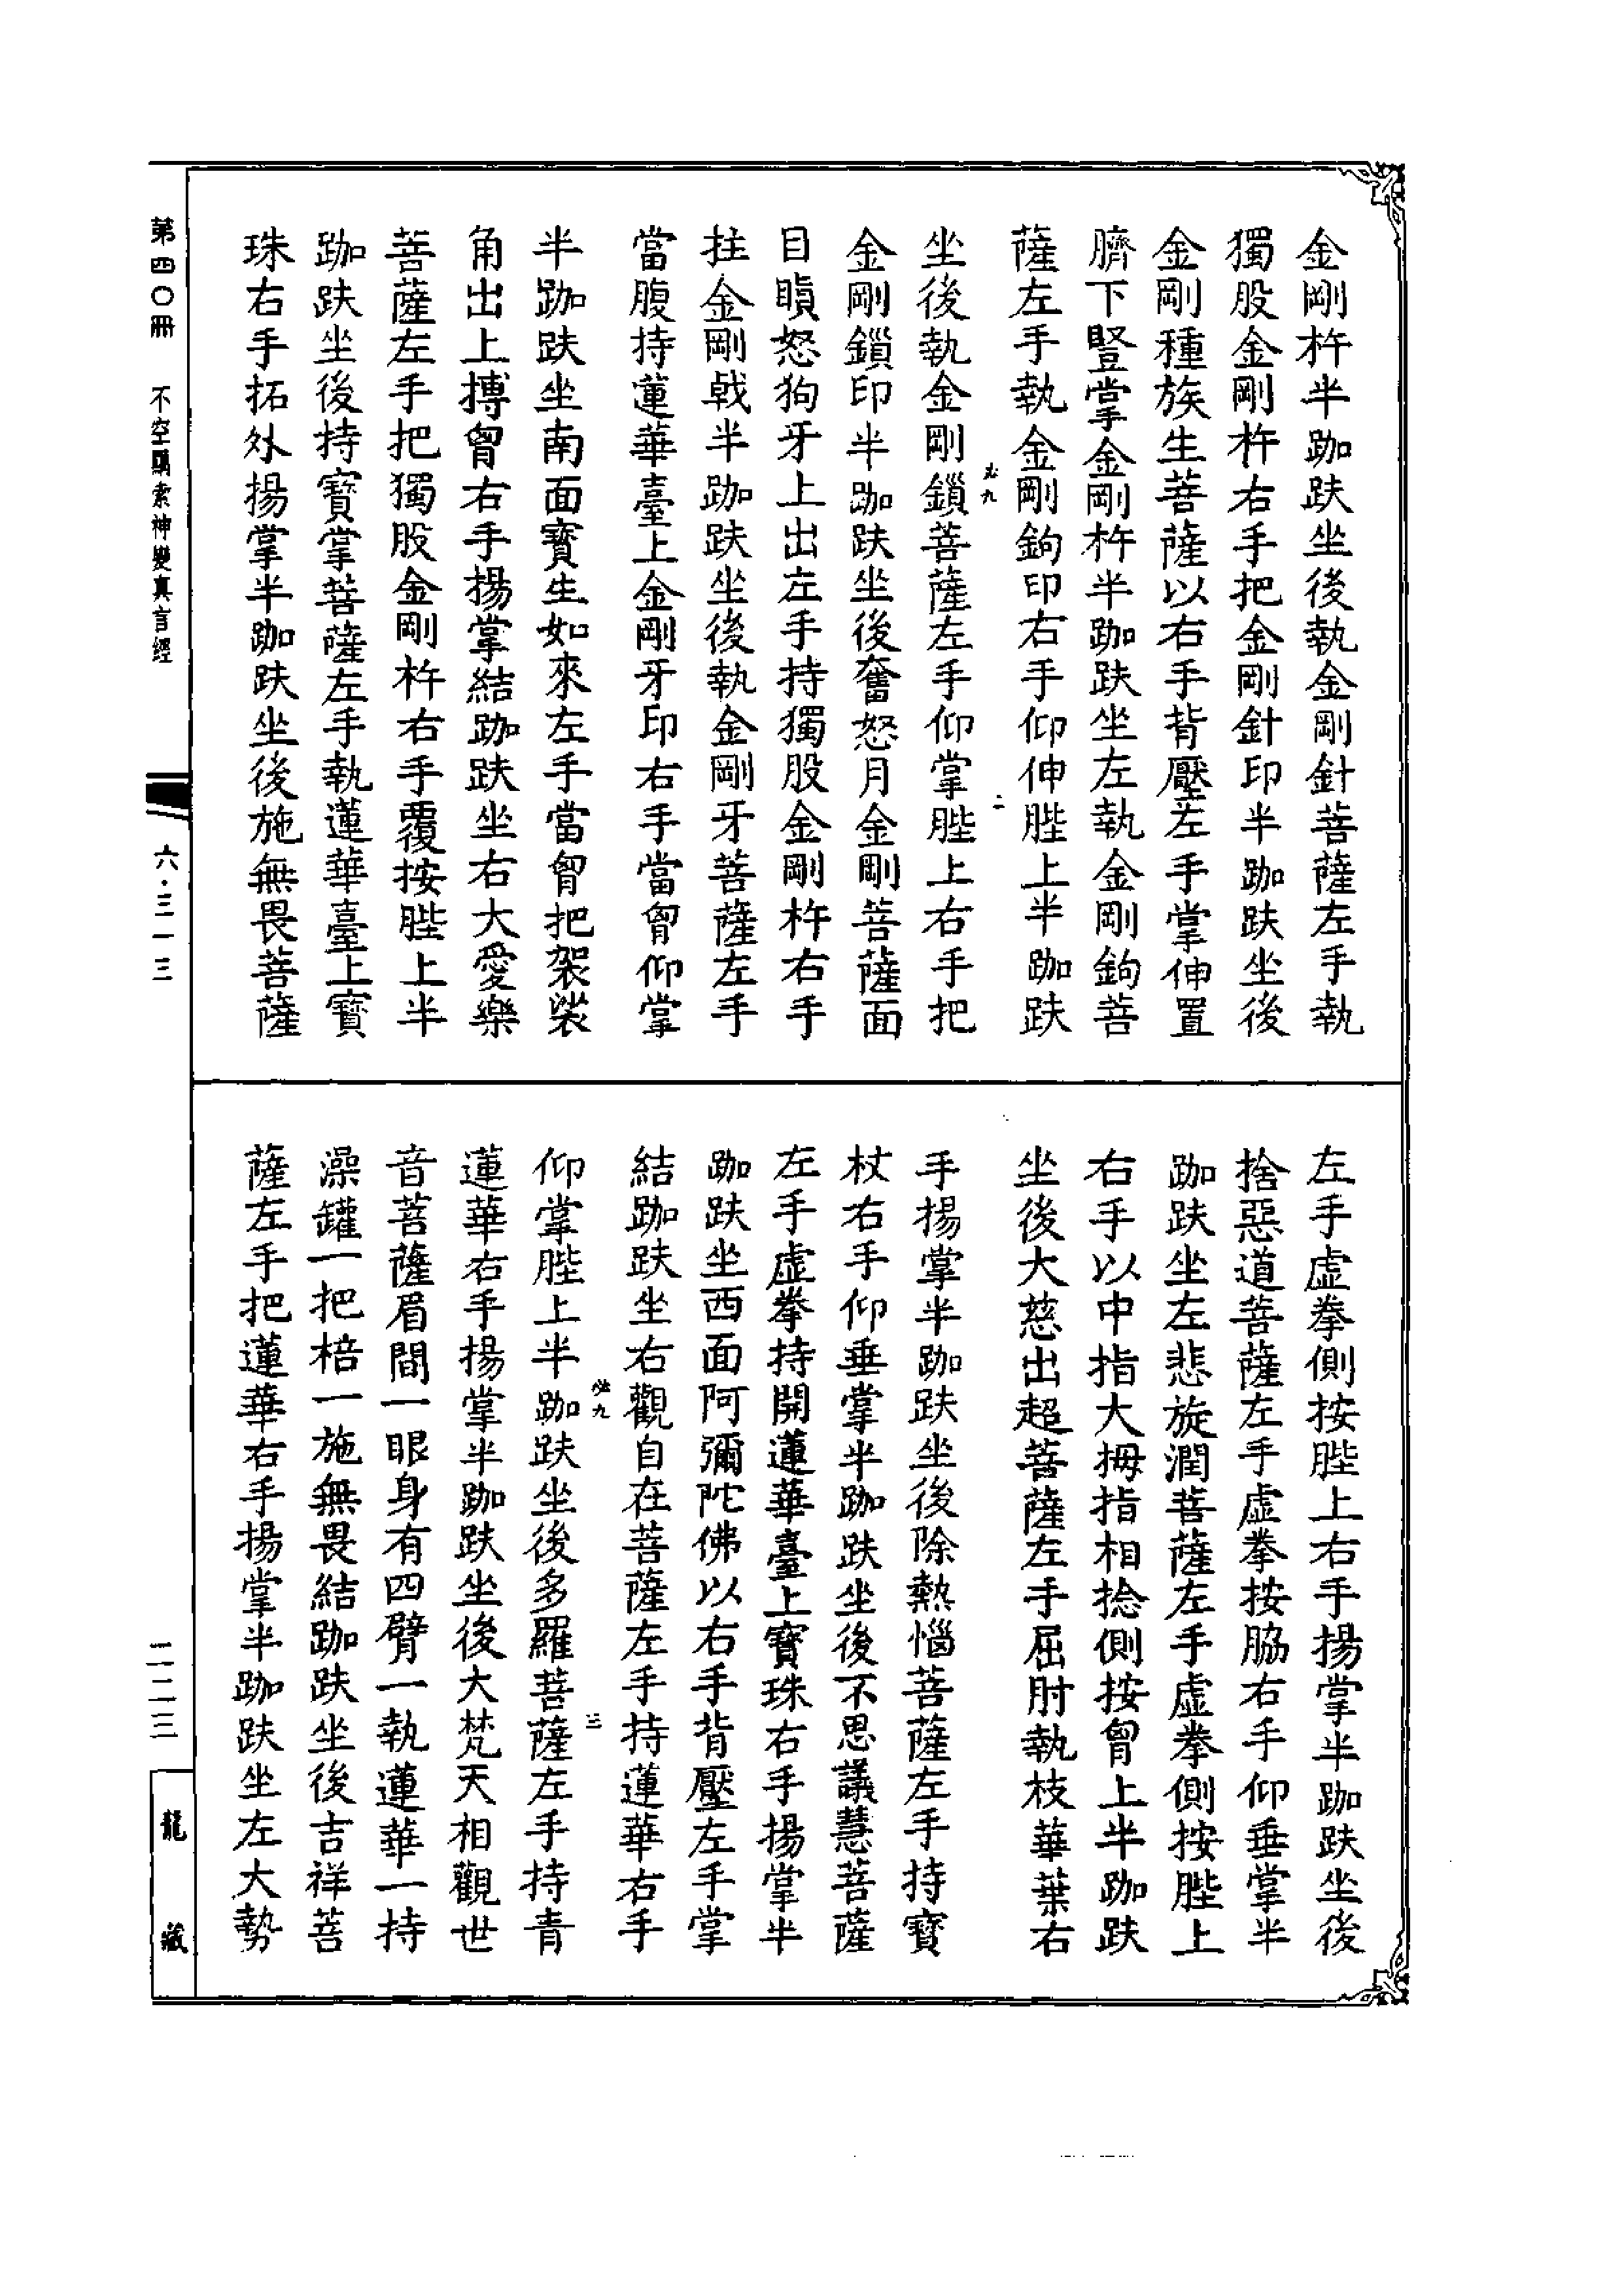 金剛杵半跏趺坐後執金剛針菩薩左手執
獨股金剛杵右手把金剛針印半跏趺坐後
金剛種族生菩薩以右手背壓左手掌伸置
臍下豎掌金剛杵半跏趺坐左執金剛鉤菩
薩左手執金剛鉤印右手仰伸䏶上半跏趺
必九
二
坐後執金剛鎖菩薩左手仰掌䏶上右手把
金剛鎖印半跏趺坐後奮怒月金剛菩薩面
目瞋怒狗牙上出左手持獨股金剛杵右手
拄金剛戟半跏趺坐後執金剛牙菩薩左手
當腹持蓮華臺上金剛牙印右手當胷仰掌
半跏趺坐南面寶生如來左手當胷把袈裟
角出上搏胷右手揚掌結跏趺坐右大愛樂
菩薩左手把獨股金剛杵右手覆按䏶上半
跏趺坐後持寶掌菩薩左手執蓮華臺上寶
珠右手拓外揚掌半跏趺坐後施無畏菩薩
左手虛拳側按䏶上右手揚掌半跏趺坐後
捨惡道菩薩左手虛拳按脇右手仰垂掌半
跏趺坐左悲旋潤菩薩左手虛拳側按䏶上
右手以中指大拇指相捻側按胷上半跏趺
坐後大慈出超菩薩左手屈肘執枝華葉右
手揚掌半跏趺坐後除熱惱菩薩左手持寶
杖右手仰垂掌半跏趺坐後不思議慧菩薩
左手虛拳持開蓮華臺上寶珠右手揚掌半
跏趺坐西面阿彌陀佛以右手背壓左手掌
結跏趺坐右觀自在菩薩左手持蓮華右手
必九
三
仰掌䏶上半跏趺坐後多羅菩薩左手持青
蓮華右手揚掌半跏趺坐後大梵天相觀世
音菩薩眉間一眼身有四臂一執蓮華一持
澡罐一把棓一施無畏結跏趺坐後吉祥菩
薩左手把蓮華右手揚掌半跏趺坐左大勢
第四〇冊 不空羂索神變真言經
六·三一三
二二三
龍藏